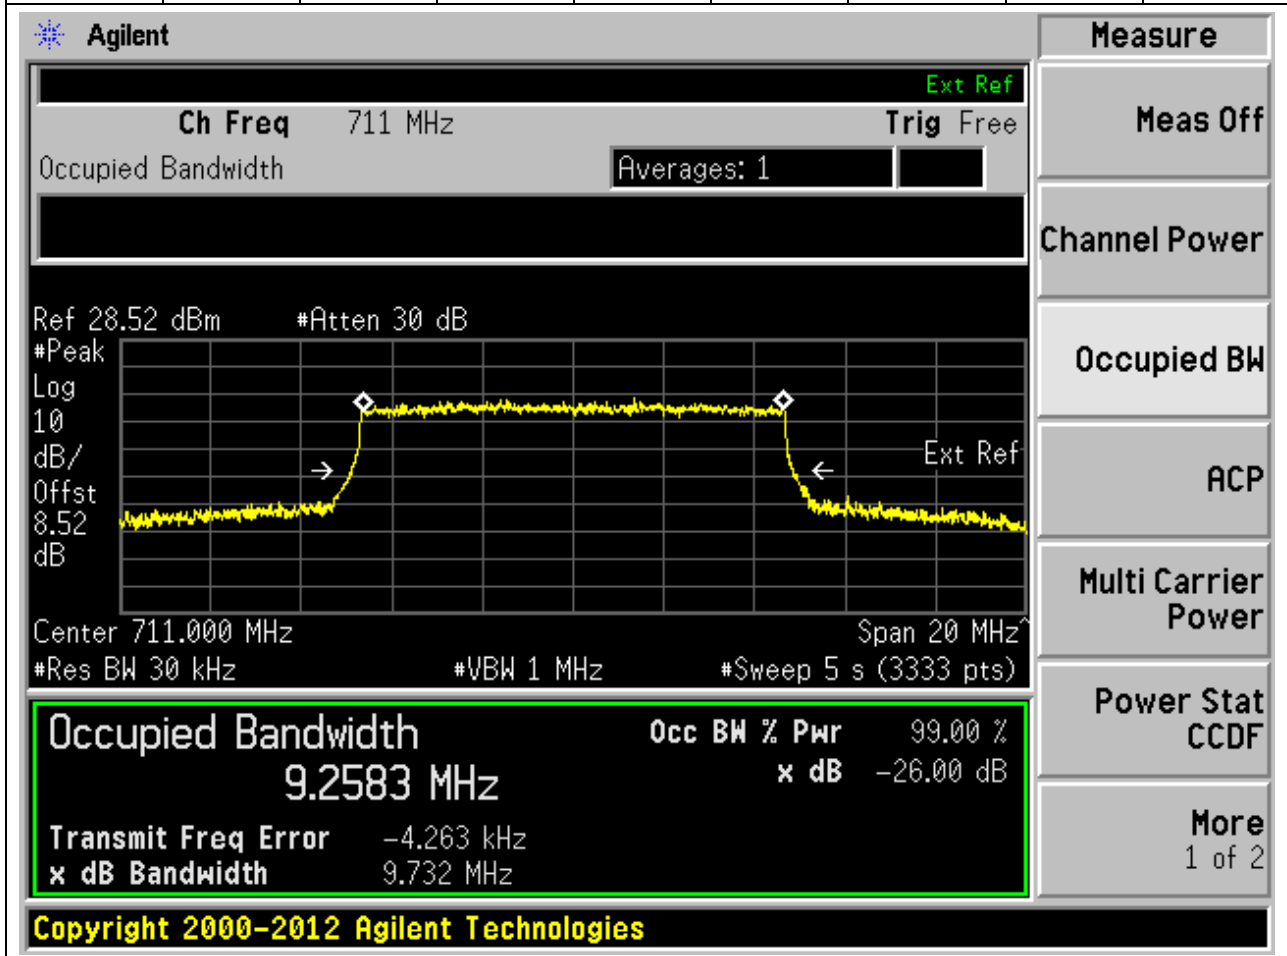 Agilent
Measure
Ext Ref
Ch Freq 711 MHz Trig Free
Meas Off
Occupied Bandwidth Averages: 1
Channel Power
Ref 28.52 dBm #Atten 30 dB
#Peak
Log
10
dB/
Offst
8.52
dB
Ext Ref
Occupied BW
ACP
Center 711.000 MHz Span 20 MHz^
#Res BW 30 kHz #VBW 1 MHz #Sweep 5 s (3333 pts)
Multi Carrier
Power
Occupied Bandwidth Occ BW % Pwr 99.00 %
9.2583 MHz x dB -26.00 dB
Transmit Freq Error -4.263 kHz
x dB Bandwidth 9.732 MHz
Power Stat
CCDF
More
1 of 2
Copyright 2000-2012 Agilent Technologies